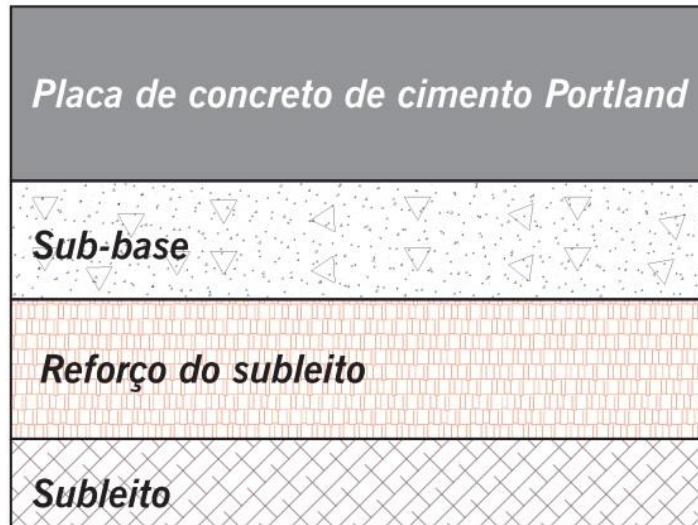 Placa de concreto de cimento Portland
Sub-base
Reforço do subleito
Subleito